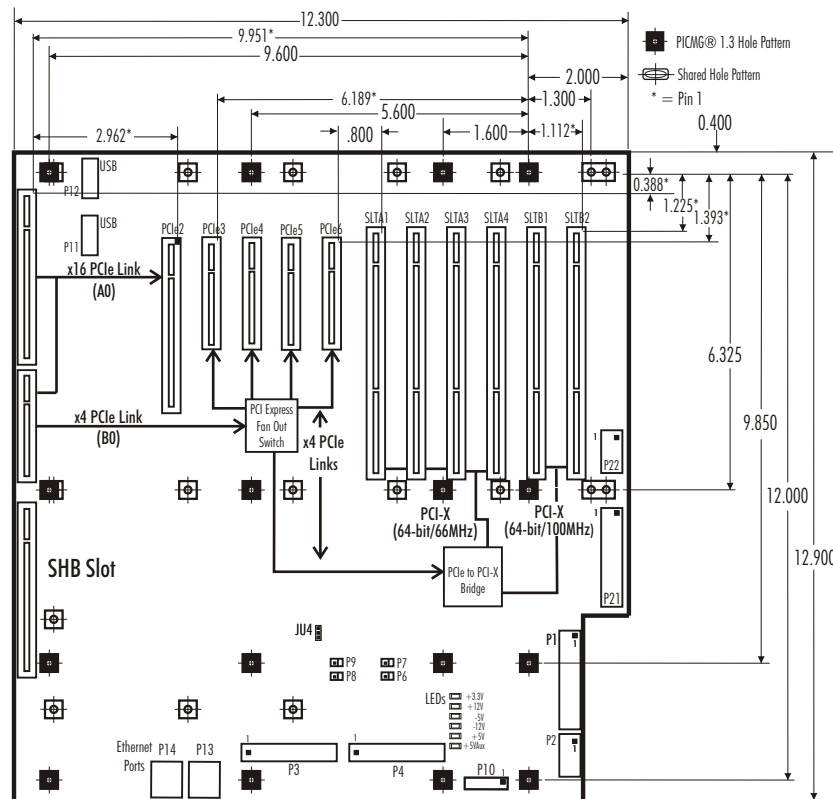 12.300
9.951*
9.600
2.000
6.189*
1.300
5.600
2.962*
.800
1.600
1.112*
PICMG® 1.3 Hole Pattern
Shared Hole Pattern
* = Pin 1
0.400
0.388*
1.225*
1.393*
6.325
9.850
12.000
12.900
P12
USB
P11
USB
PCIe2
PCIe3
PCIe4
PCIe5
PCIe6
SLTA1
SLTA2
SLTA3
SLTA4
SLTB1
SLTB2
x16 PCIe Link
(A0)
x4 PCIe Link
(B0)
PCI Express
Fan Out
Switch
x4 PCIe
Links
1
P22
PCI-X
(64-bit/66MHz)
PCI-X
(64-bit/100MHz)
1
P21
SHB Slot
PCIe to PCI-X
Bridge
JU4
P9
P8
P7
P6
P1
1
LEDs
+3.3V
+12V
-5V
-12V
+5V
+5VAux
P2
1
Ethernet
Ports
P14
P13
1
P3
1
P4
P10
1